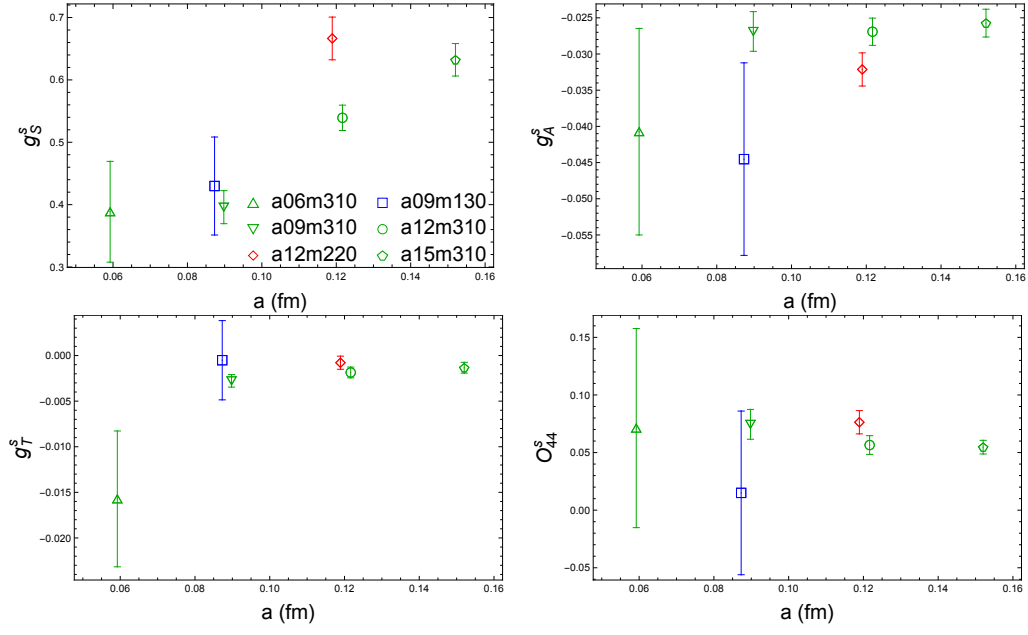 0.7
0.6
0.5
0.4
0.3
g_S^s
a06m310
a09m130
a09m310
a12m310
a12m220
a15m310
0.06 0.08 0.10 0.12 0.14 0.16
a (fm)
-0.025
-0.030
-0.035
-0.040
-0.045
-0.050
-0.055
g_A^s
0.06 0.08 0.10 0.12 0.14 0.16
a (fm)
0.000
-0.005
-0.010
-0.015
-0.020
g_T^s
0.06 0.08 0.10 0.12 0.14 0.16
a (fm)
0.15
0.10
0.05
0.00
-0.05
O_44^s
0.06 0.08 0.10 0.12 0.14 0.16
a (fm)